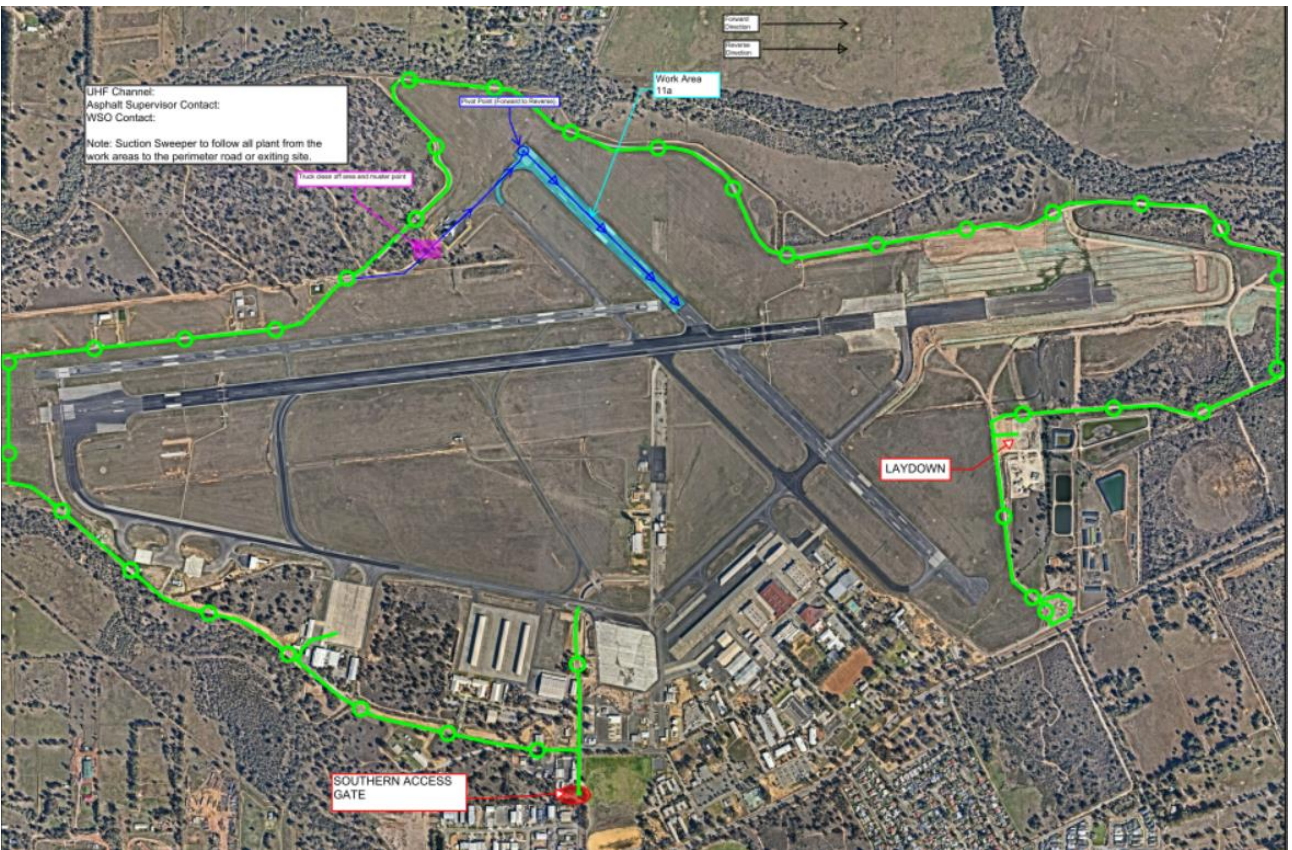 Forward
Direction
Reverse
Direction
UHF Channel:
Asphalt Supervisor Contact:
WSO Contact:
Note: Suction Sweeper to follow all plant from the
work areas to the perimeter road or exiting site.
Pivot Point (Forward to Reverse)
Work Area
11a
Truck clean off area and muster point
LAYDOWN
SOUTHERN ACCESS
GATE